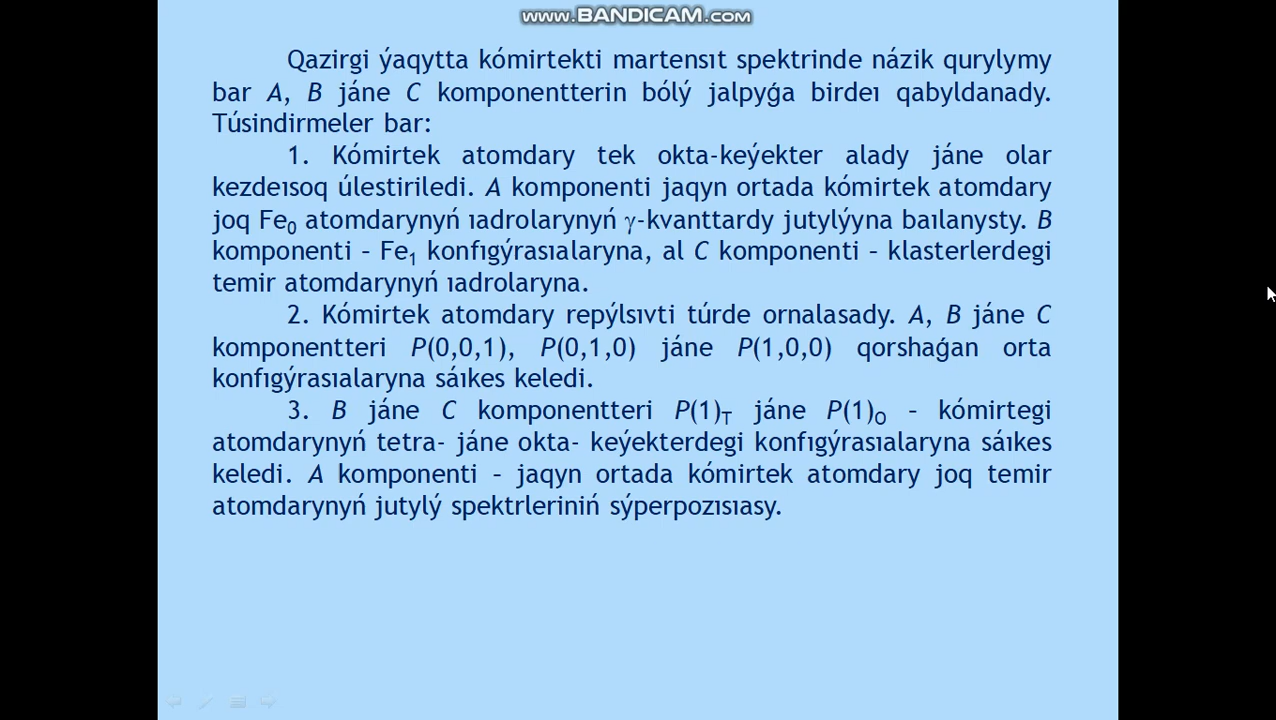 www.BANDICAM.com
Qazirgi ýaqytta kómirtekti martensıt spektrinde názik qurylymy
bar A, B jáne C komponentterin bólý jalpyǵa birdeı qabyldanady.
Túsindirmeler bar:
1. Kómirtek atomdary tek okta-keýekter alady jáne olar
kezdeısoq úlestiriledi. A komponenti jaqyn ortada kómirtek atomdary
joq Fe₀ atomdarynyń ıadrolarynyń γ-kvanttardy jutylýyna baılanysty. B
komponenti – Fe₁ konfıgýrasıalaryna, al C komponenti – klasterlerdegi
temir atomdarynyń ıadrolaryna.
2. Kómirtek atomdary repýlsıvti túrde ornalasady. A, B jáne C
komponentteri P(0,0,1), P(0,1,0) jáne P(1,0,0) qorshaǵan orta
konfıgýrasıalaryna sáıkes keledi.
3. B jáne C komponentteri P(1)T jáne P(1)O – kómirtegi
atomdarynyń tetra- jáne okta- keýekterdegi konfıgýrasıalaryna sáıkes
keledi. A komponenti – jaqyn ortada kómirtek atomdary joq temir
atomdarynyń jutylý spektrleriniń sýperpozısıasy.